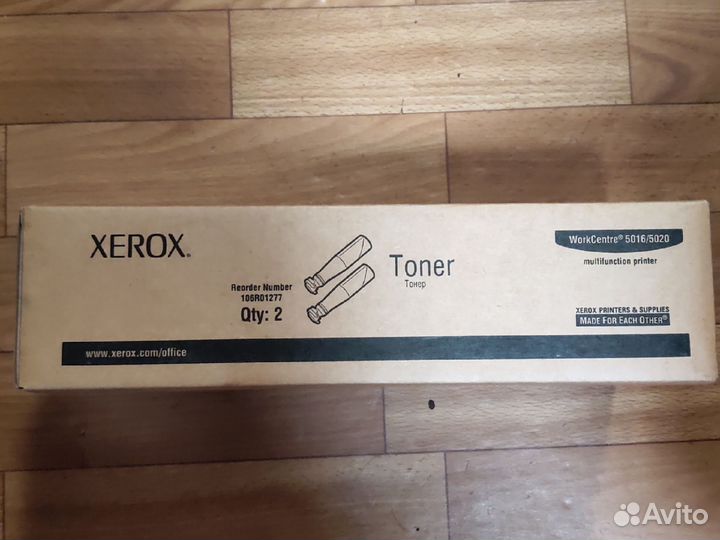 XEROX®
Reorder Number
106R01277
Qty: 2
Toner
Тонер
WorkCentre® 5016/5020
multifunction printer
XEROX PRINTERS & SUPPLIES
MADE FOR EACH OTHER®
www.xerox.com/office
Avito